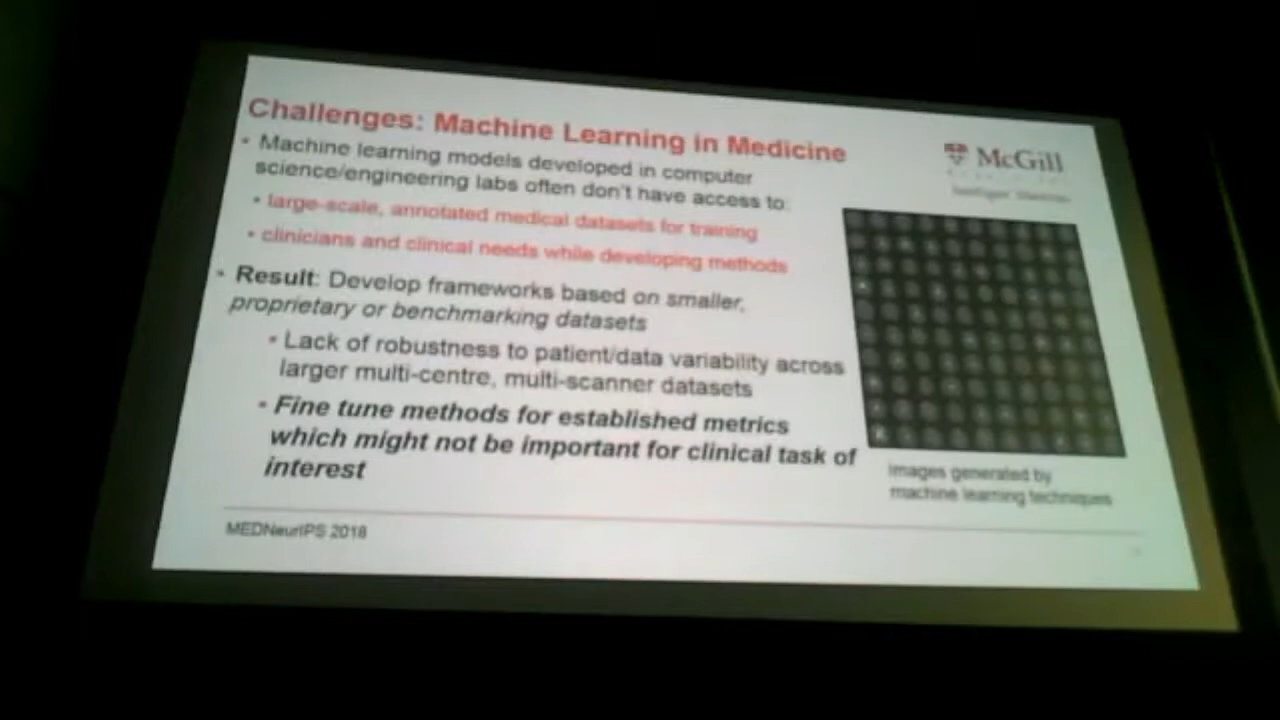 Challenges: Machine Learning in Medicine
• Machine learning models developed in computer
science/engineering labs often don't have access to:
• large-scale, annotated medical datasets for training
• clinicians and clinical needs while developing methods
• Result: Develop frameworks based on smaller,
proprietary or benchmarking datasets
• Lack of robustness to patient/data variability across
larger multi-centre, multi-scanner datasets
• Fine tune methods for established metrics
which might not be important for clinical task of
interest
McGill
Images generated by
machine learning techniques
MEDNeurIPS 2018